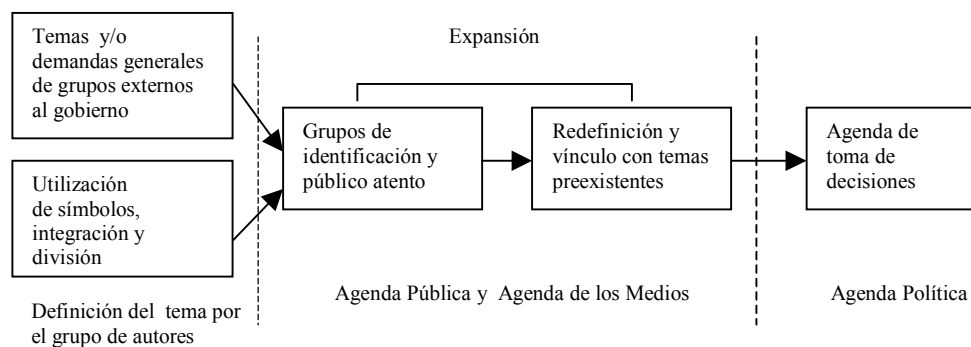 Temas y/o
demandas generales
de grupos externos
al gobierno
Utilización
de símbolos,
integración y
división
Definición del tema por
el grupo de autores
Expansión
Grupos de
identificación y
público atento
Redefinición y
vínculo con temas
preexistentes
Agenda Pública y Agenda de los Medios
Agenda de
toma de
decisiones
Agenda Política